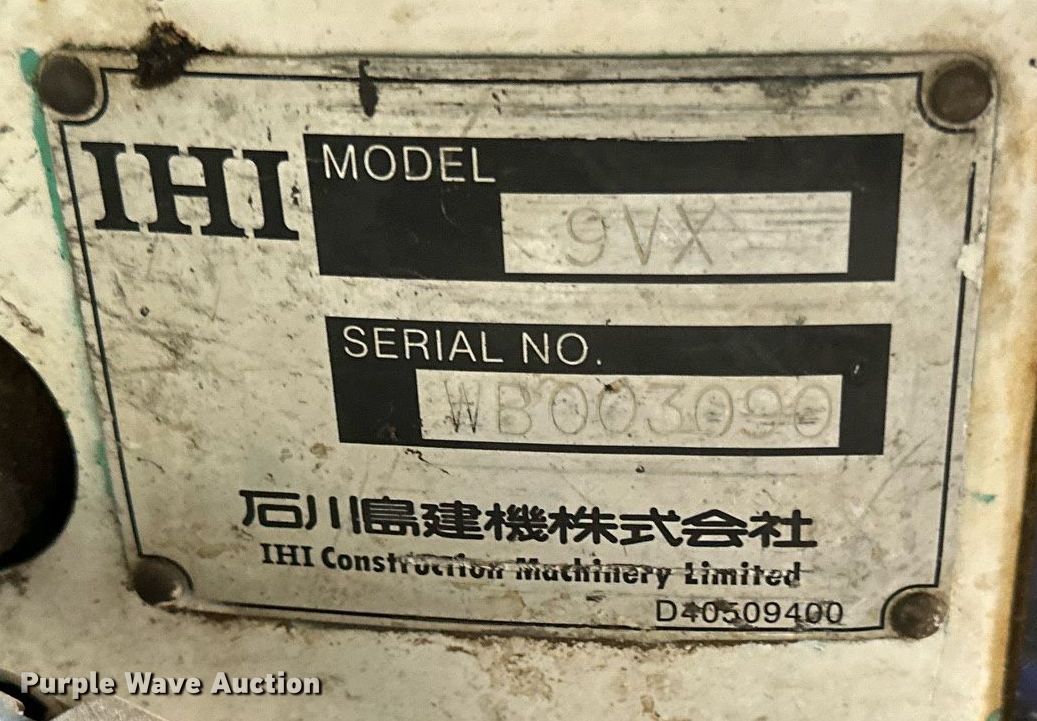 IHI
MODEL
9VX
SERIAL NO.
WB003090
石川島建機株式会社
IHI Construction Machinery Limited
D40509400
Purple Wave Auction